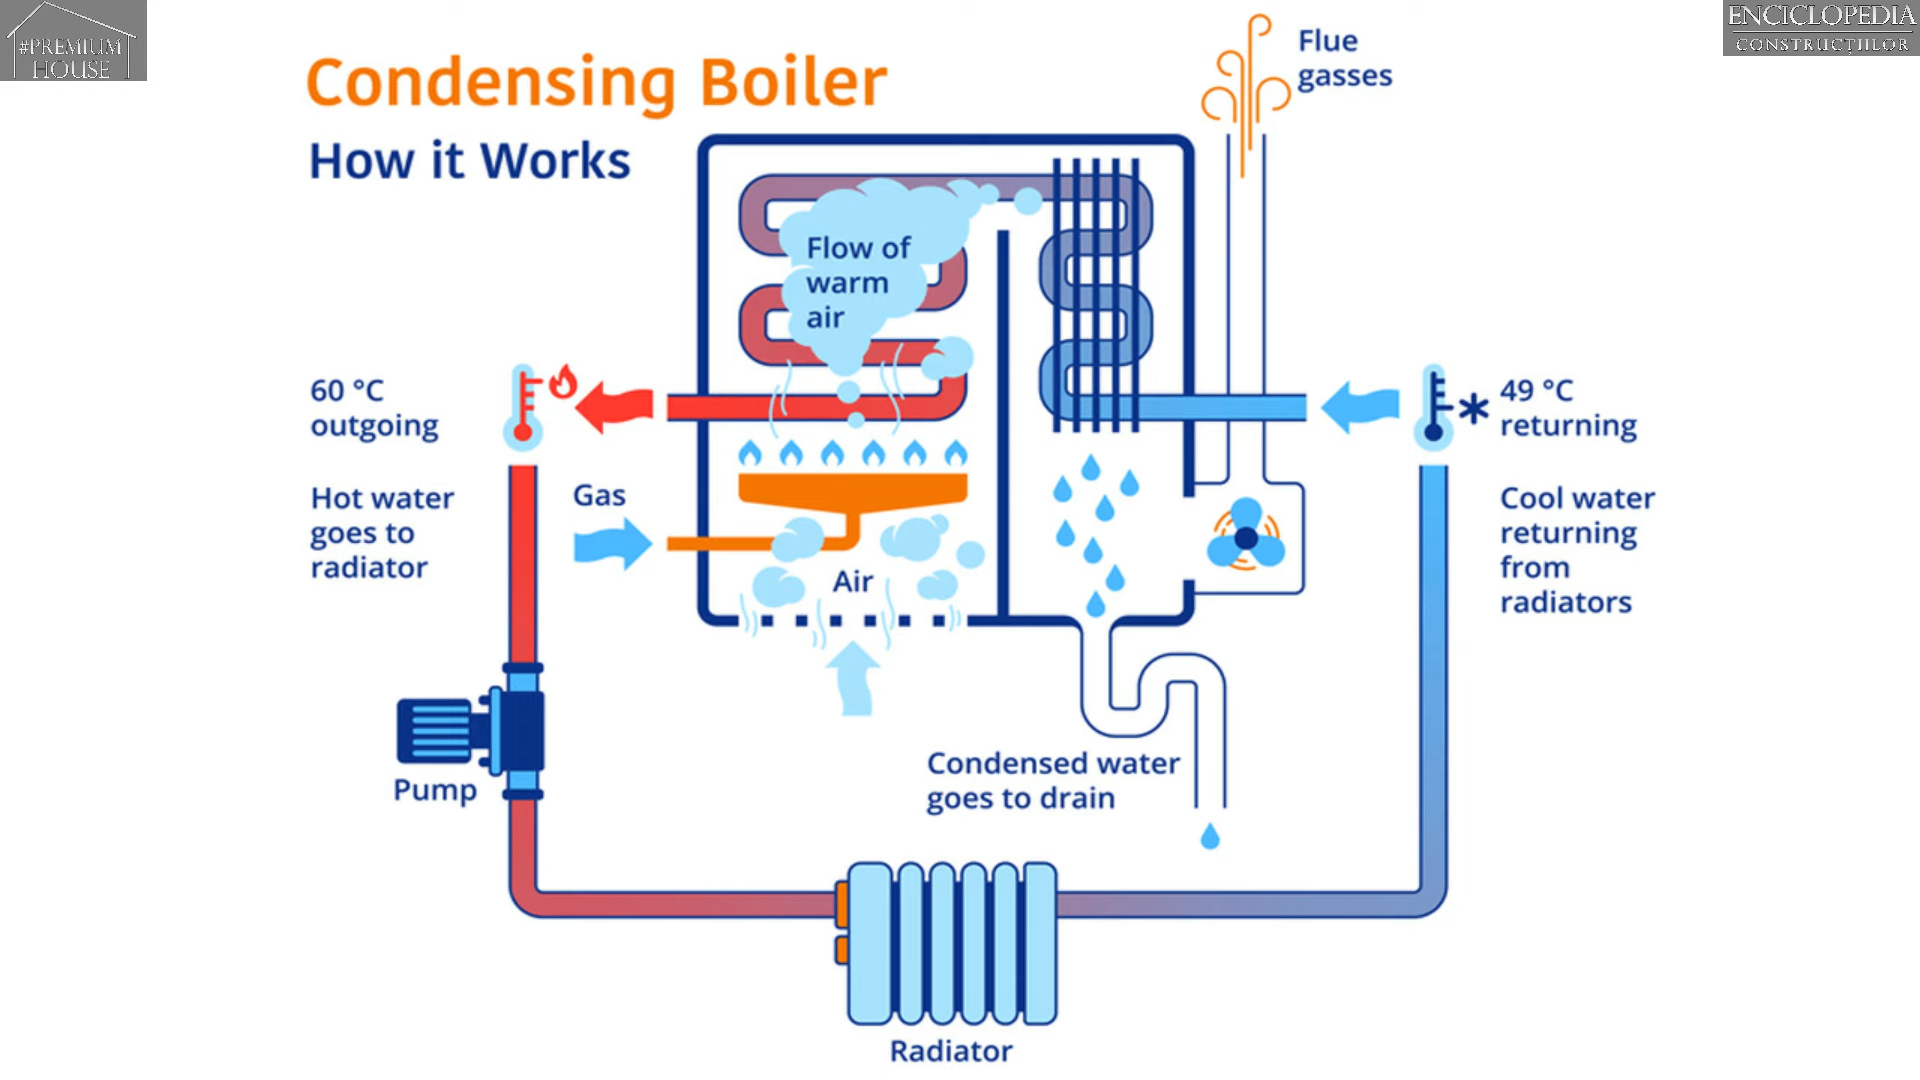 #PREMIUM
HOUSE
ENCICLOPEDIA
CONSTRUCȚIILOR
Condensing Boiler
How it Works
Flue
gasses
Flow of
warm
air
60 °C
outgoing
49 °C
returning
Hot water
goes to
radiator
Gas
Cool water
returning
from
radiators
Air
Pump
Condensed water
goes to drain
Radiator